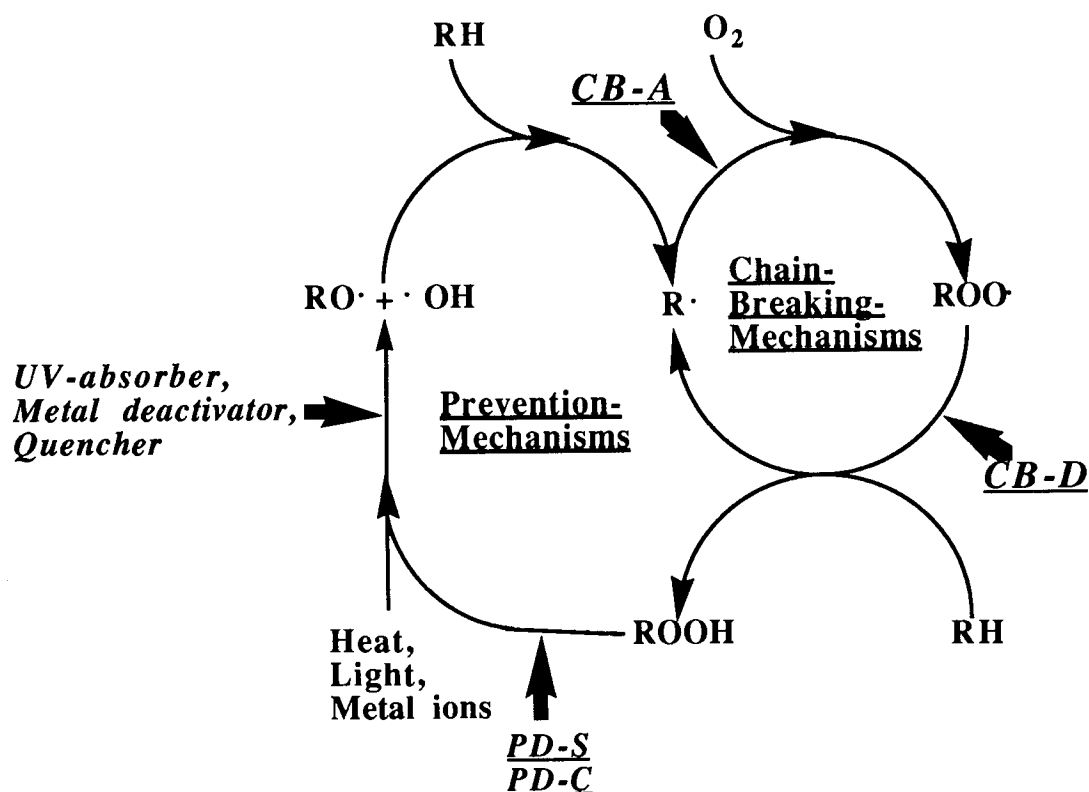 RH
O₂
CB-A
RO· + · OH
R·
Chain-
Breaking-
Mechanisms
ROO·
UV-absorber,
Metal deactivator,
Quencher
Prevention-
Mechanisms
CB-D
Heat,
Light,
Metal ions
ROOH
RH
PD-S
PD-C